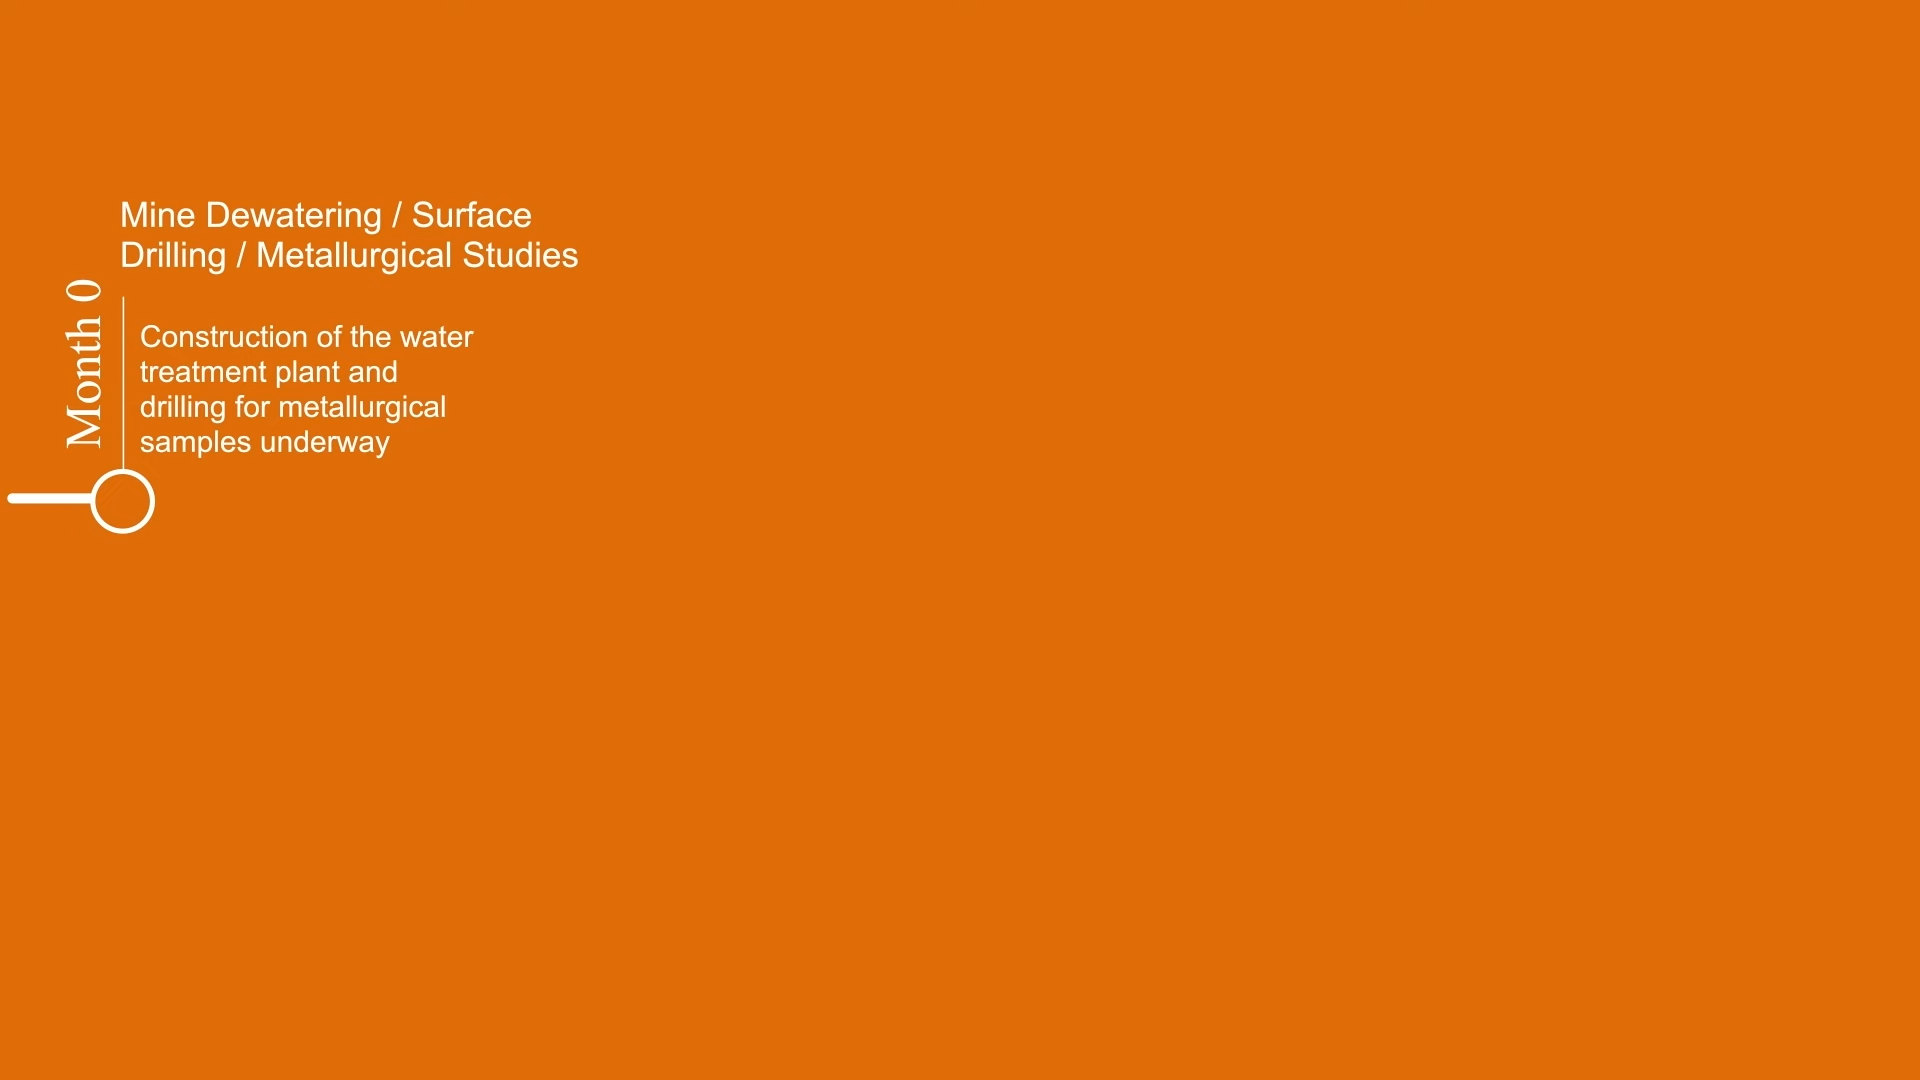 Mine Dewatering / Surface
Drilling / Metallurgical Studies
Month 0
Construction of the water
treatment plant and
drilling for metallurgical
samples underway